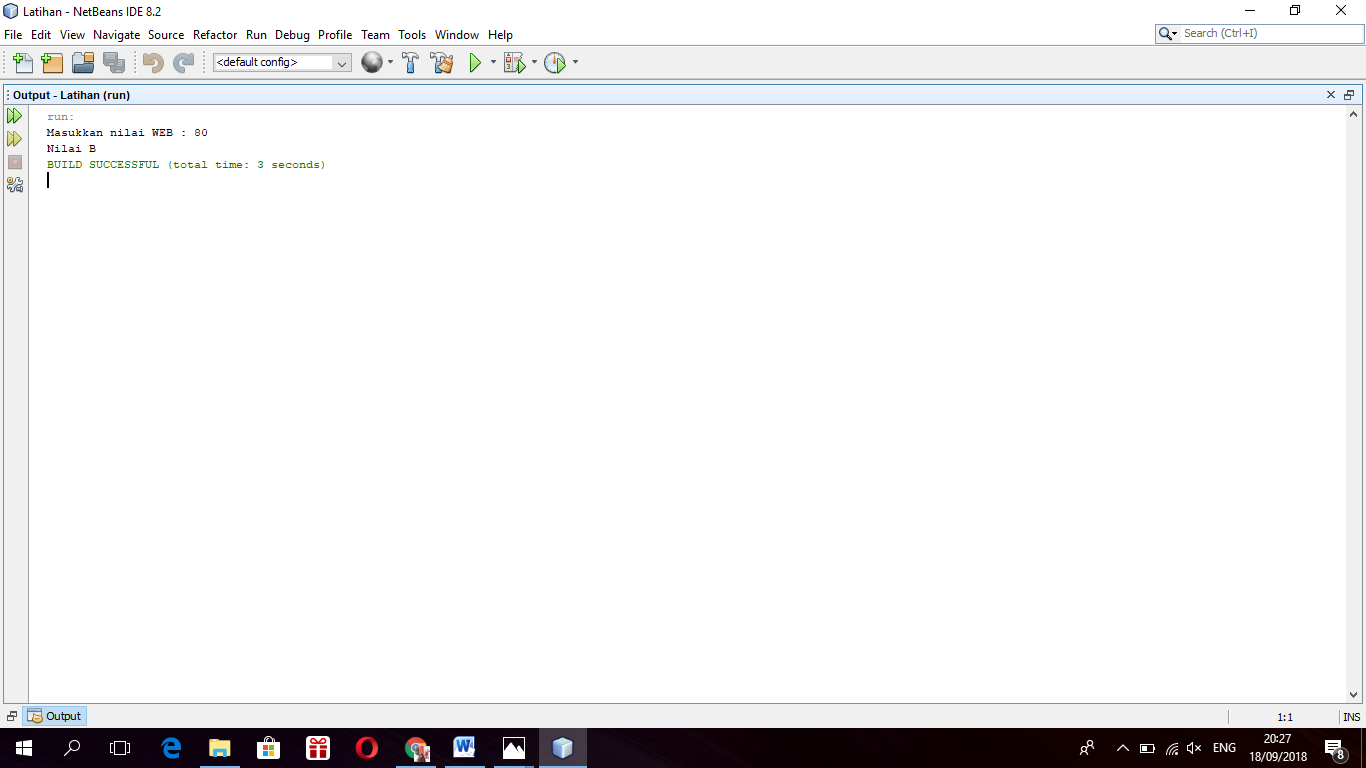 Latihan - NetBeans IDE 8.2
File Edit View Navigate Source Refactor Run Debug Profile Team Tools Window Help
Search (Ctrl+I)
<default config>
Output - Latihan (run)
run:
Masukkan nilai WEB : 80
Nilai B
BUILD SUCCESSFUL (total time: 3 seconds)
Output
1:1 INS
ENG
20:27
18/09/2018
8